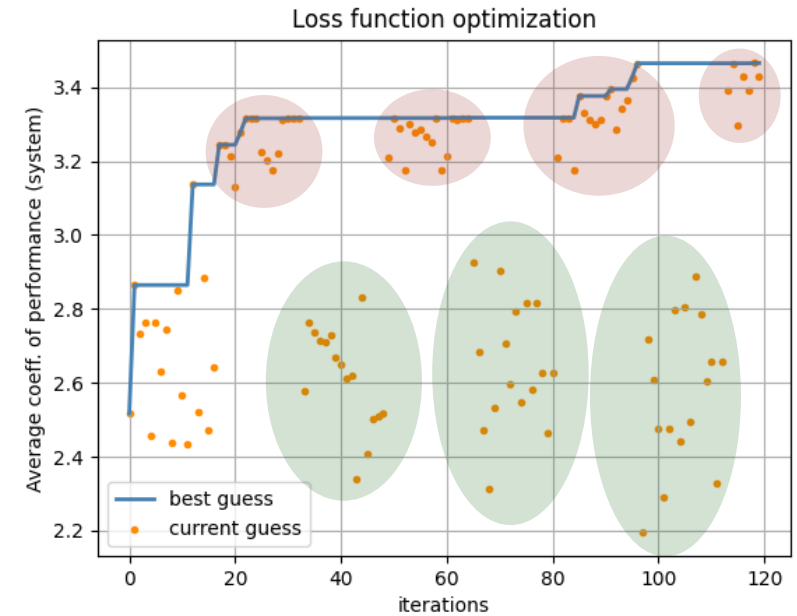 Loss function optimization
Average coeff. of performance (system)
3.4
3.2
3.0
2.8
2.6
2.4
2.2
best guess
current guess
0 20 40 60 80 100 120
iterations